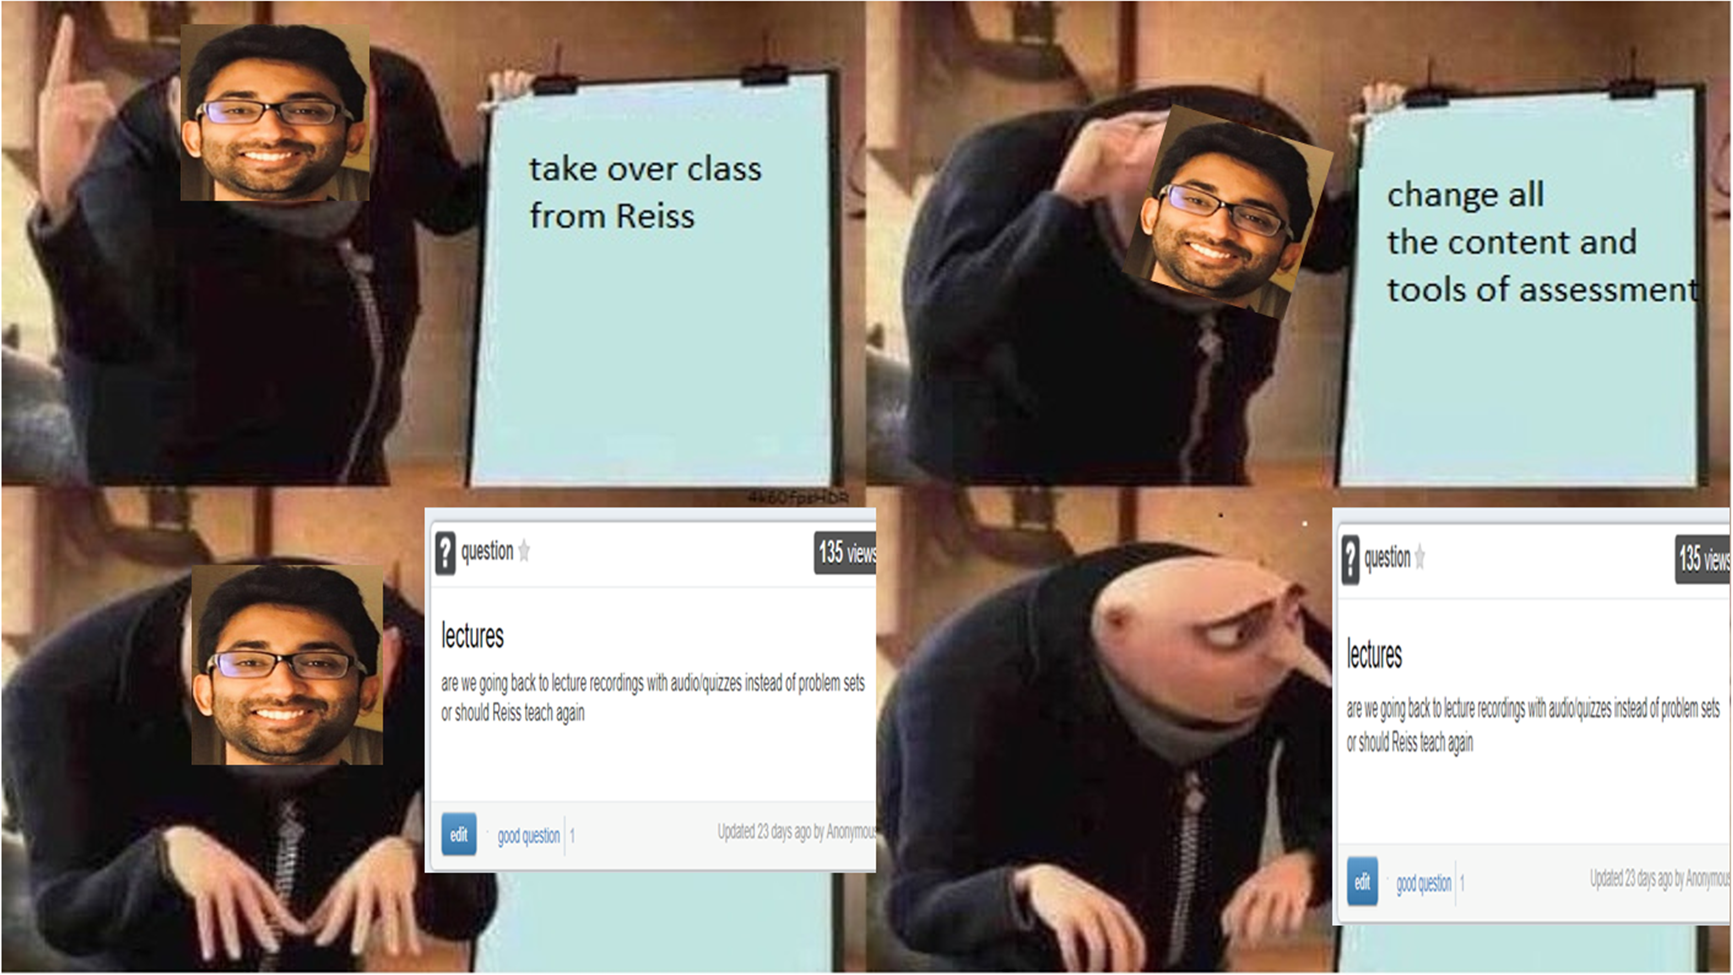 take over class
from Reiss
change all
the content and
tools of assessment
4k60fpsHDR
? question
135 views
lectures
are we going back to lecture recordings with audio/quizzes instead of problem sets
or should Reiss teach again
edit · good question | 1
Updated 23 days ago by Anonymou
? question
135 views
lectures
are we going back to lecture recordings with audio/quizzes instead of problem sets
or should Reiss teach again
edit · good question | 1
Updated 23 days ago by Anonymou